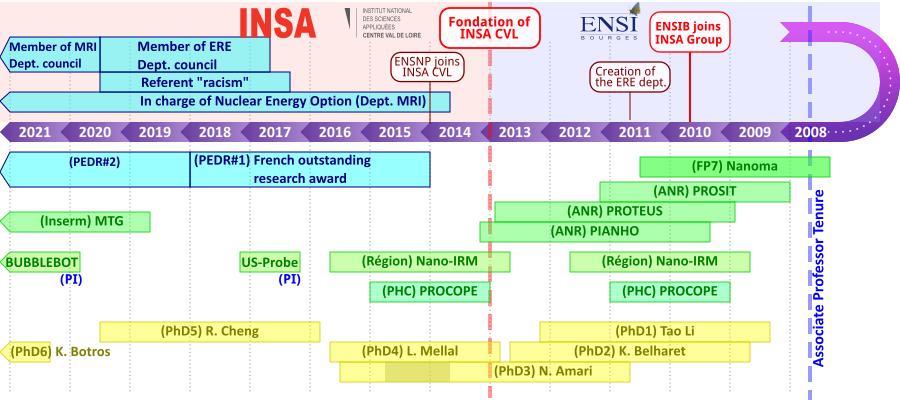 INSA
INSTITUT NATIONAL
DES SCIENCES
APPLIQUÉES
CENTRE VAL DE LOIRE
Fondation of
INSA CVL
ENSI
BOURGES
ENSIB joins
INSA Group
Member of MRI
Dept. council
Member of ERE
Dept. council
Referent "racism"
In charge of Nuclear Energy Option (Dept. MRI)
ENSNP joins
INSA CVL
Creation of
the ERE dept.
2021 2020 2019 2018 2017 2016 2015 2014 2013 2012 2011 2010 2009 2008
(PEDR#2)
(PEDR#1) French outstanding
research award
(FP7) Nanoma
(ANR) PROSIT
(ANR) PROTEUS
(ANR) PIANHO
(Inserm) MTG
BUBBLEBOT
(PI)
US-Probe
(PI)
(Région) Nano-IRM
(Région) Nano-IRM
(PHC) PROCOPE
(PHC) PROCOPE
(PhD5) R. Cheng
(PhD1) Tao Li
(PhD6) K. Botros
(PhD4) L. Mellal
(PhD2) K. Belharet
(PhD3) N. Amari
Associate Professor Tenure